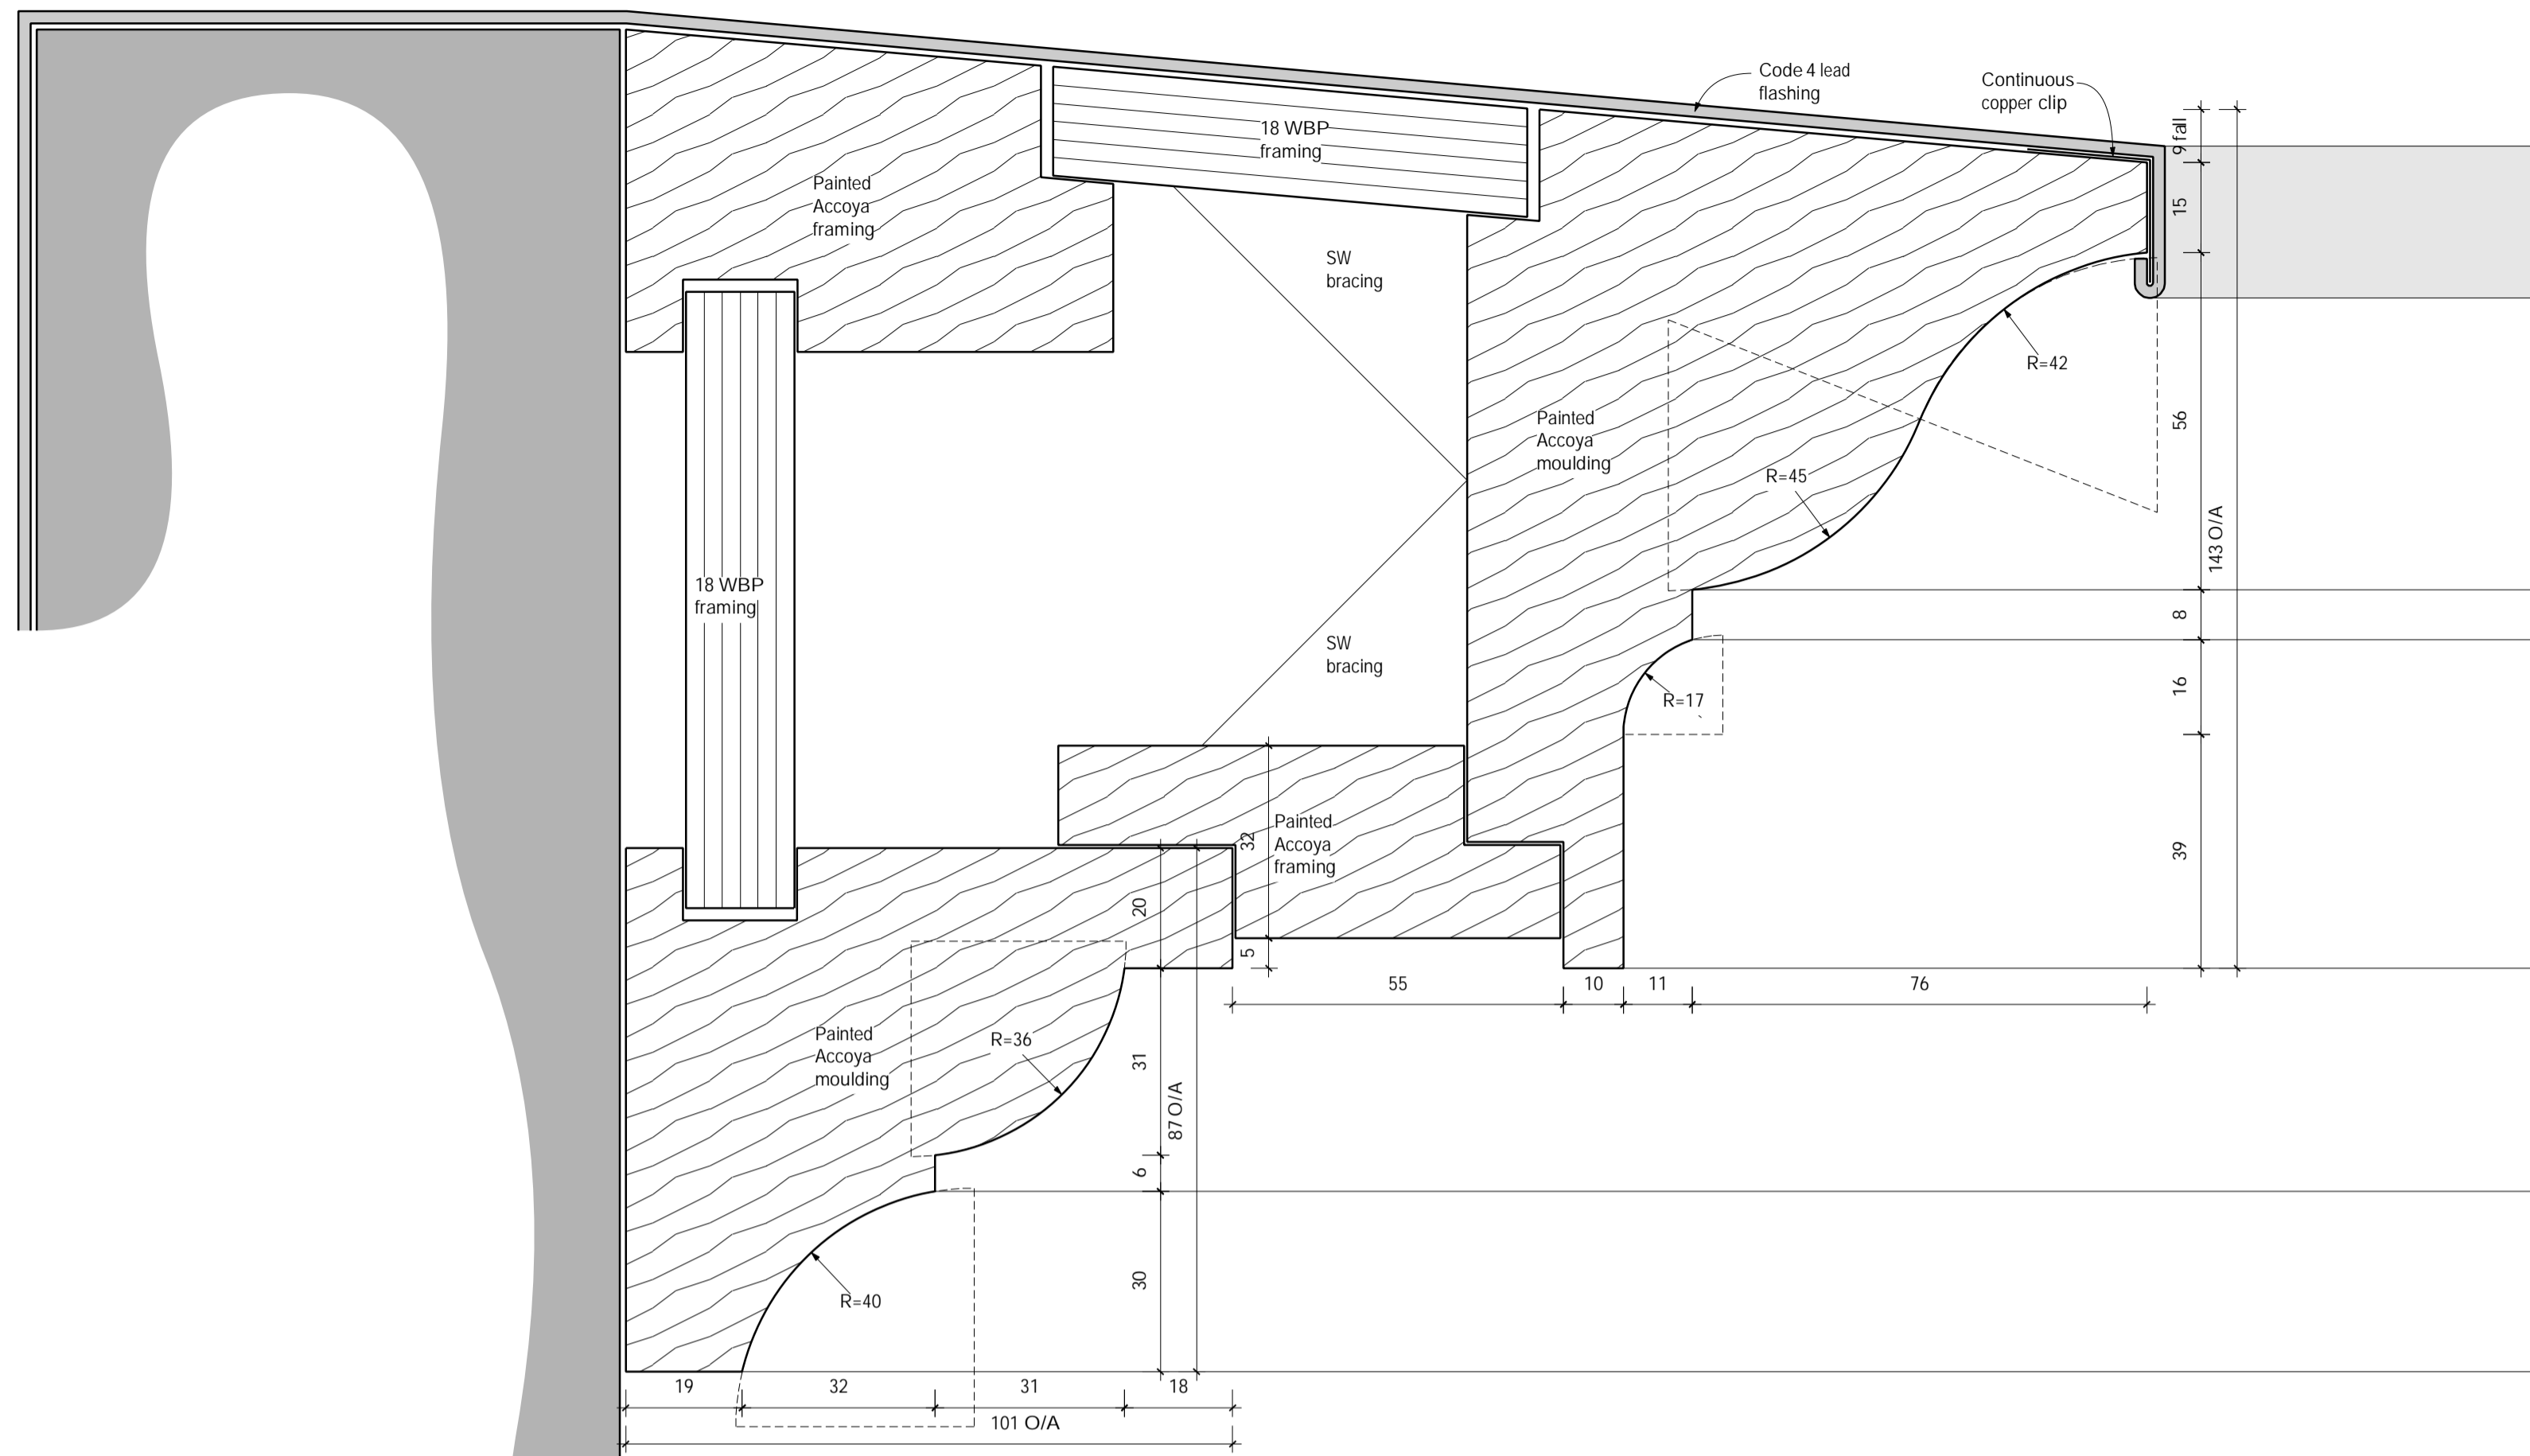 Code 4 lead
flashing
Continuous
copper clip
9 fall
18 WBP
framing
Painted
Accoya
framing
15
SW
bracing
R=42
Painted
Accoya
moulding
56
R=45
143 O/A
18 WBP
framing
8
SW
bracing
16
R=17
Painted
Accoya
framing
32
39
20
5
55
10
11
76
Painted
Accoya
moulding
R=36
31
87 O/A
6
30
R=40
19
32
31
18
101 O/A